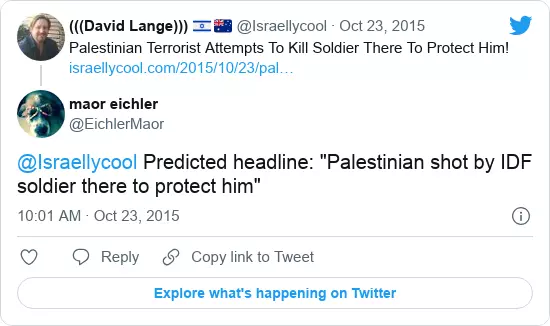 (((David Lange))) 🇮🇱 🇦🇺 @Israellycool · Oct 23, 2015
Palestinian Terrorist Attempts To Kill Soldier There To Protect Him!
israellycool.com/2015/10/23/pal…
maor eichler
@EichlerMaor
@Israellycool Predicted headline: "Palestinian shot by IDF
soldier there to protect him"
10:01 AM · Oct 23, 2015
Reply
Copy link to Tweet
Explore what's happening on Twitter